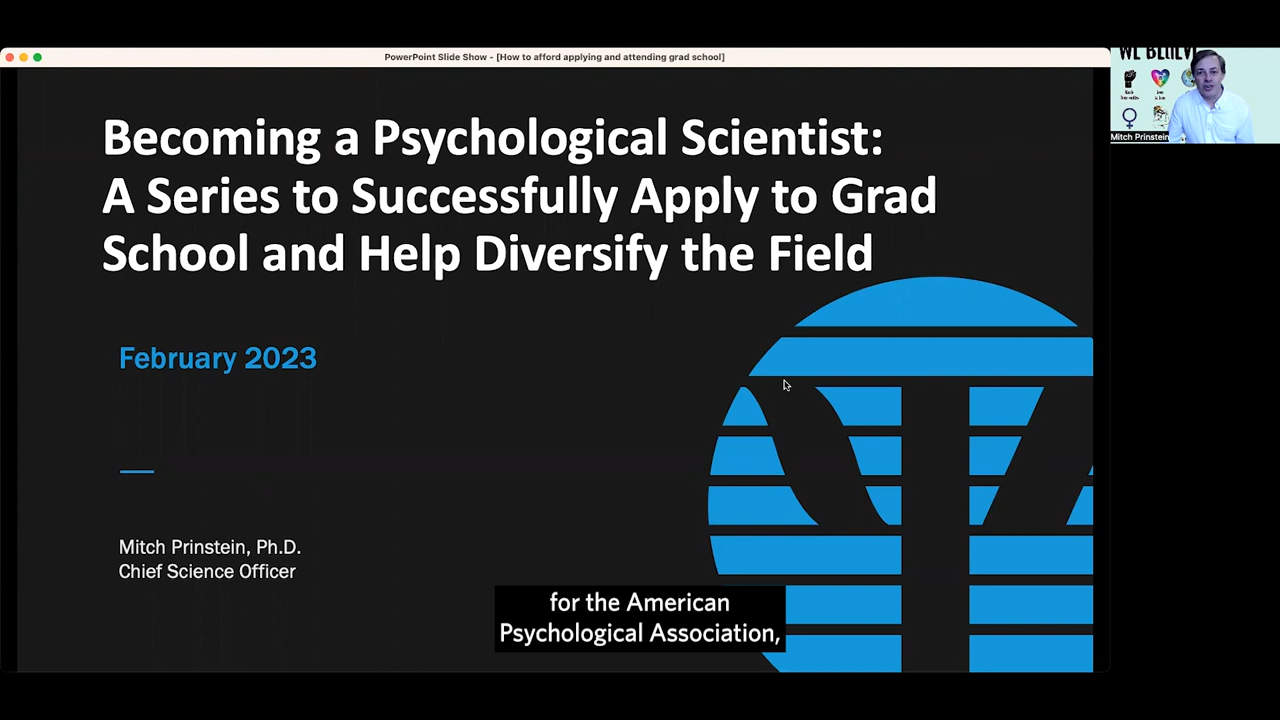 PowerPoint Slide Show - [How to afford applying and attending grad school]
WE BELIEVE
Mitch Prinstein
Becoming a Psychological Scientist:
A Series to Successfully Apply to Grad
School and Help Diversify the Field
February 2023
Mitch Prinstein, Ph.D.
Chief Science Officer
for the American
Psychological Association,